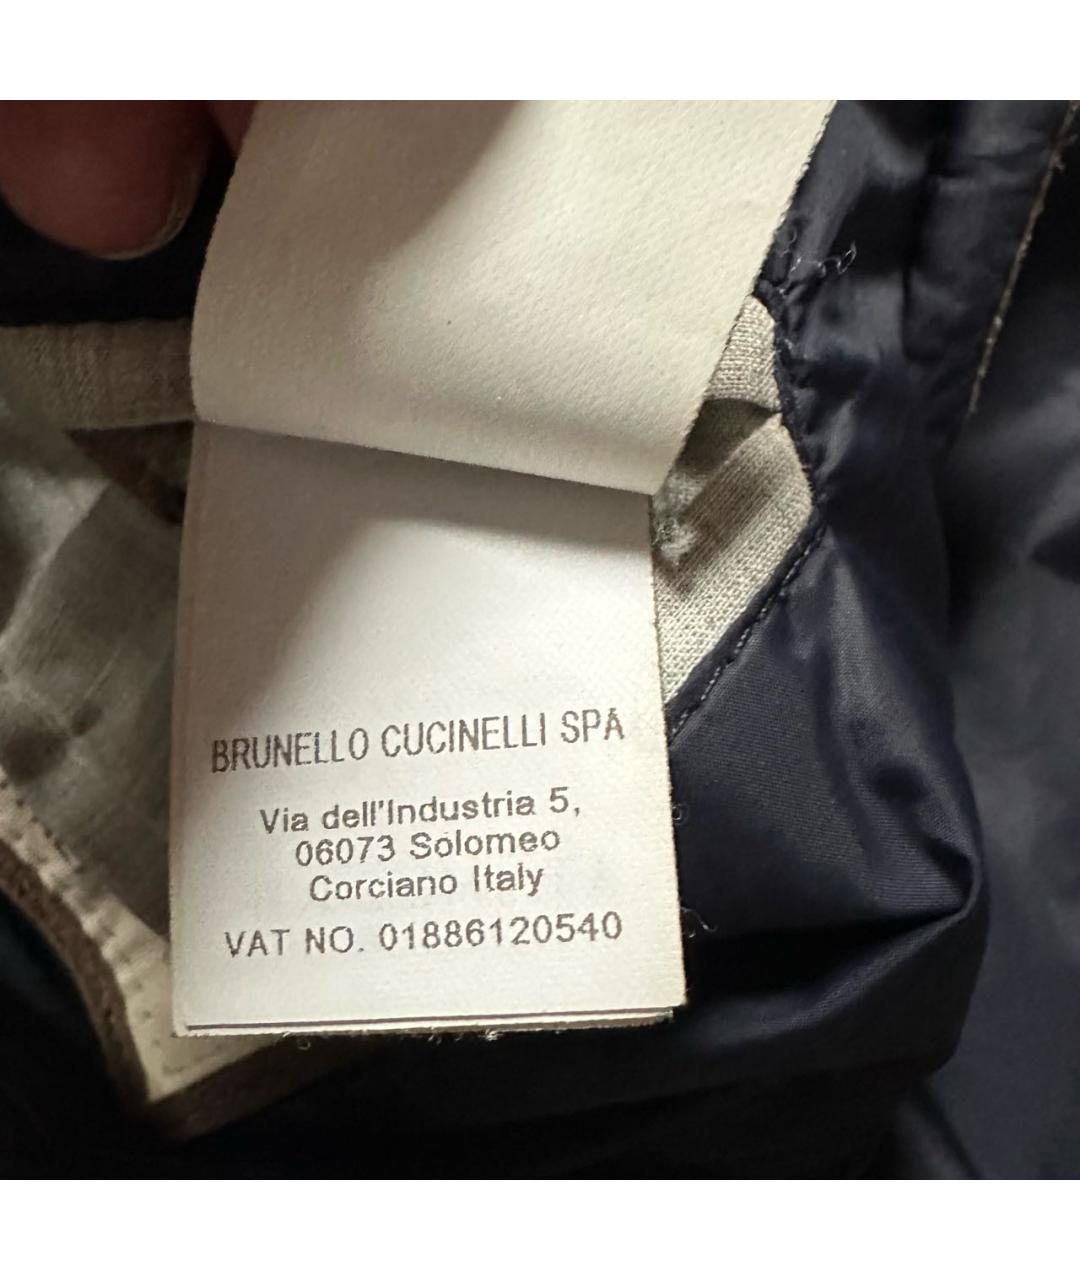 BRUNELLO CUCINELLI SPA
Via dell'Industria 5,
06073 Solomeo
Corciano Italy
VAT NO. 01886120540